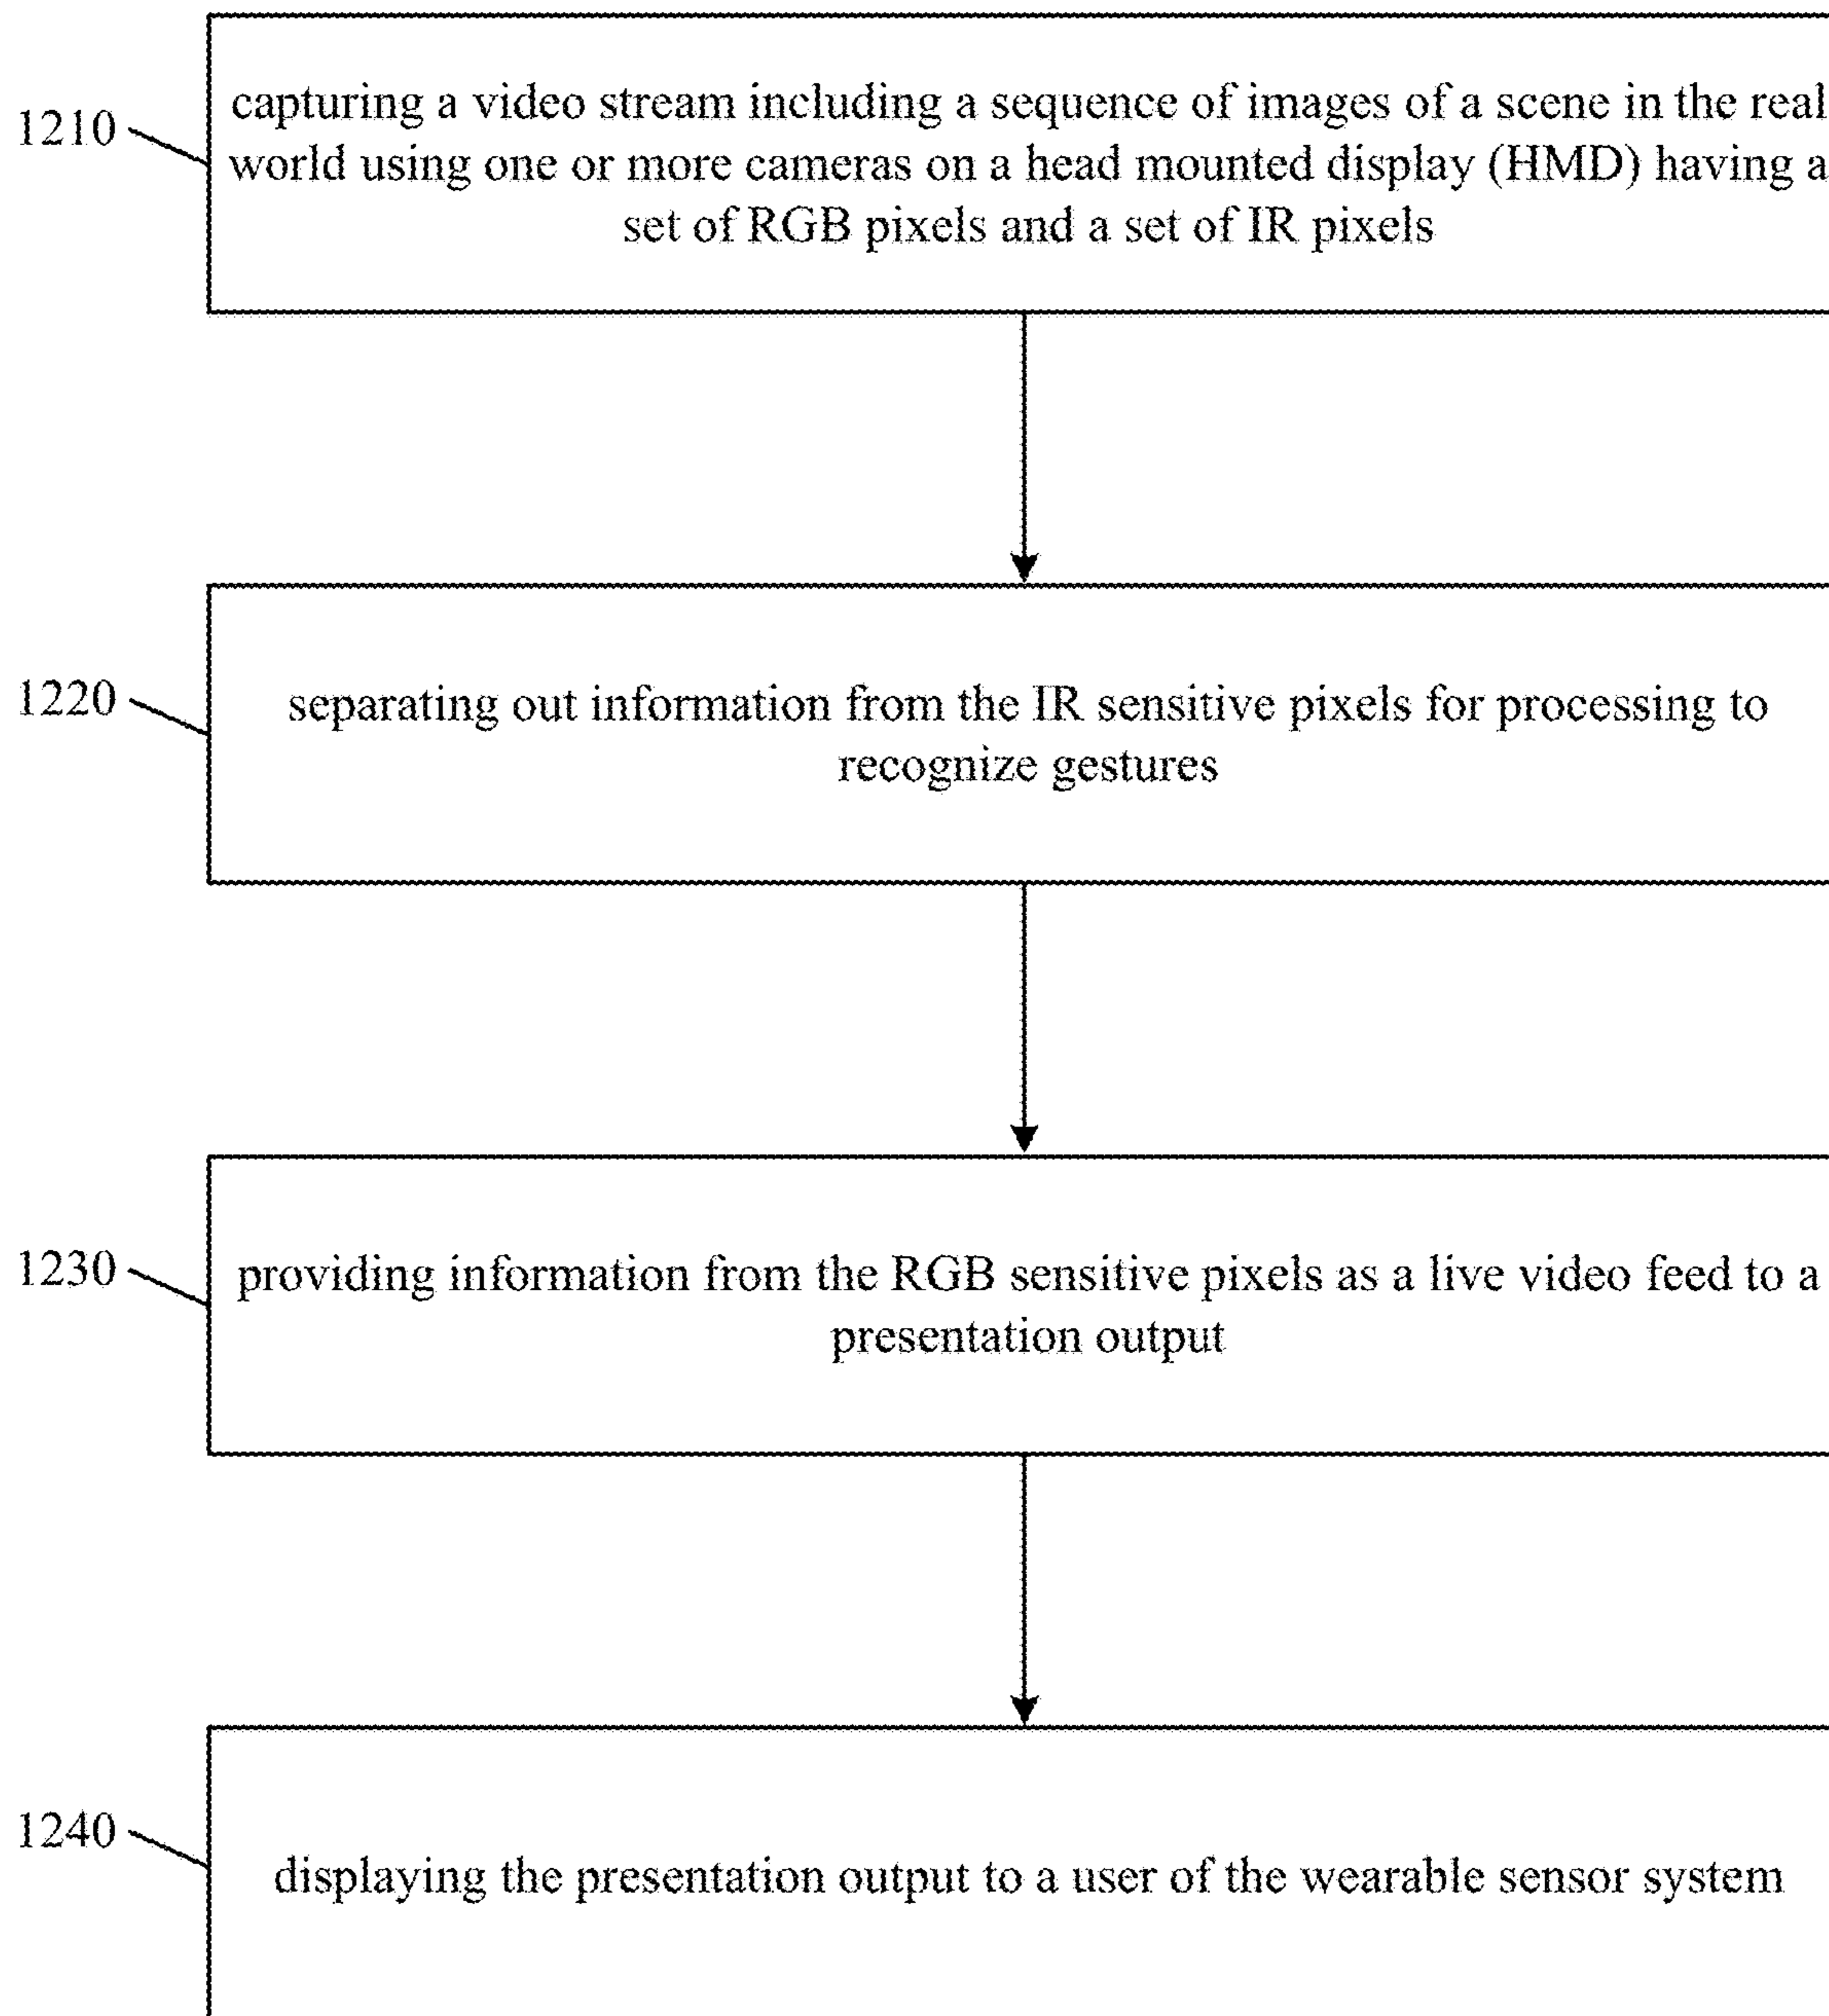 1210
capturing a video stream including a sequence of images of a scene in the real
world using one or more cameras on a head mounted display (HMD) having a
set of RGB pixels and a set of IR pixels
1220
separating out information from the IR sensitive pixels for processing to
recognize gestures
1230
providing information from the RGB sensitive pixels as a live video feed to a
presentation output
1240
displaying the presentation output to a user of the wearable sensor system